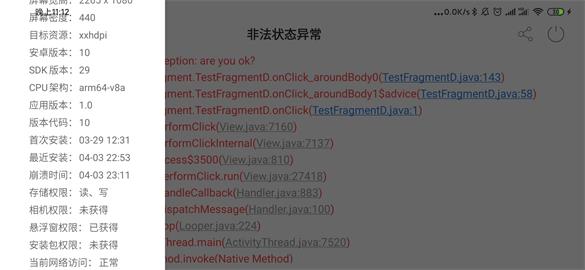 屏幕宽高： 2265 x 1080
晚上11:12
...0.0K/s
屏幕密度： 440
目标资源： xxhdpi
安卓版本： 10
SDK 版本： 29
CPU 架构： arm64-v8a
应用版本： 1.0
版本代码： 10
首次安装： 03-29 12:31
最近安装： 04-03 22:53
崩溃时间： 04-03 23:11
存储权限： 读、写
相机权限： 未获得
悬浮窗权限： 已获得
安装包权限： 未获得
当前网络访问： 正常
非法状态异常
eption: are you ok?
gment.TestFragmentD.onClick_aroundBody0(TestFragmentD.java:143)
gment.TestFragmentD.onClick_aroundBody1$advice(TestFragmentD.java:58)
gment.TestFragmentD.onClick(TestFragmentD.java:1)
erformClick(View.java:7160)
erformClickInternal(View.java:7137)
cess$3500(View.java:810)
erformClick.run(View.java:27418)
andleCallback(Handler.java:883)
ispatchMessage(Handler.java:100)
op(Looper.java:224)
Thread.main(ActivityThread.java:7520)
hod.invoke(Native Method)